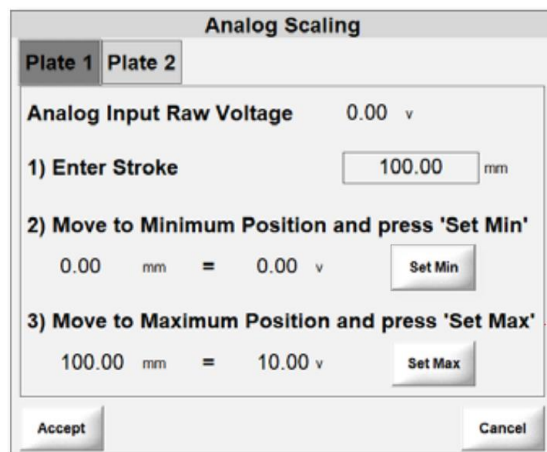 Analog Scaling
Plate 1 Plate 2
Analog Input Raw Voltage 0.00 v
1) Enter Stroke 100.00 mm
2) Move to Minimum Position and press 'Set Min'
0.00 mm = 0.00 v Set Min
3) Move to Maximum Position and press 'Set Max'
100.00 mm = 10.00 v Set Max
Accept Cancel